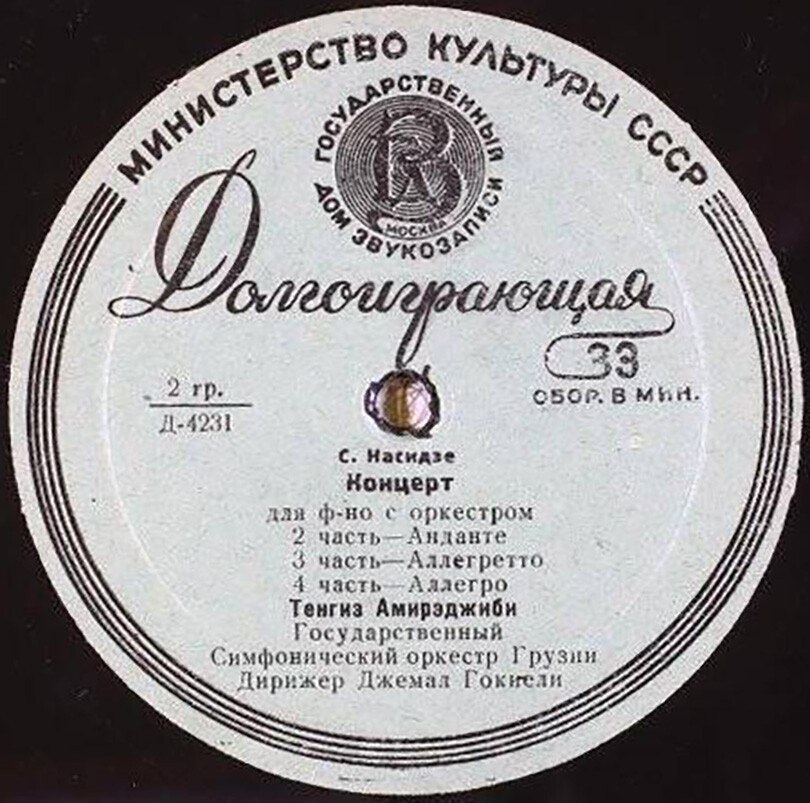 МИНИСТЕРСТВО КУЛЬТУРЫ СССР
ГОСУДАРСТВЕННЫЙ
ДОМ ЗВУКОЗАПИСИ
МОСКВА
Долгоиграющая
33
ОБОР. В МИН.
2 гр.
Д-4231
С. Насидзе
Концерт
для ф-но с оркестром
2 часть—Анданте
3 часть—Аллегретто
4 часть—Аллегро
Тенгиз Амирэджиби
Государственный
Симфонический оркестр Грузии
Дирижер Джемал Гокиели